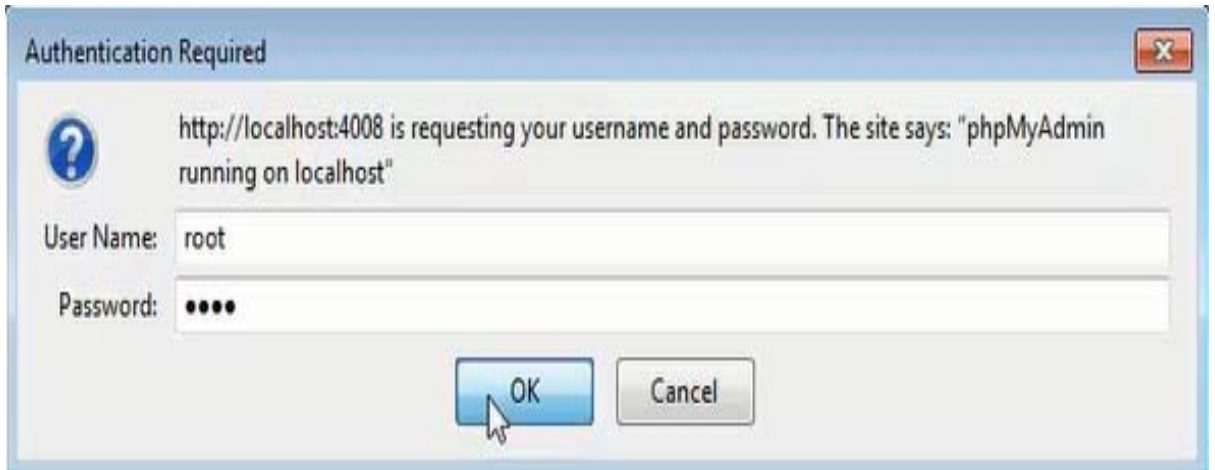 Authentication Required
http://localhost:4008 is requesting your username and password. The site says: "phpMyAdmin
running on localhost"
User Name: root
Password: ••••
OK Cancel